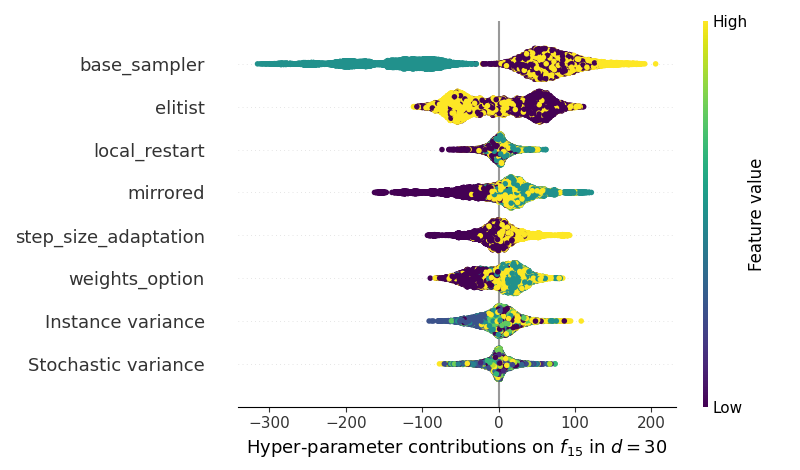 High
base_sampler
elitist
local_restart
mirrored
step_size_adaptation
weights_option
Instance variance
Stochastic variance
Feature value
Low
−300 −200 −100 0 100 200
Hyper-parameter contributions on f₁₅ in d = 30